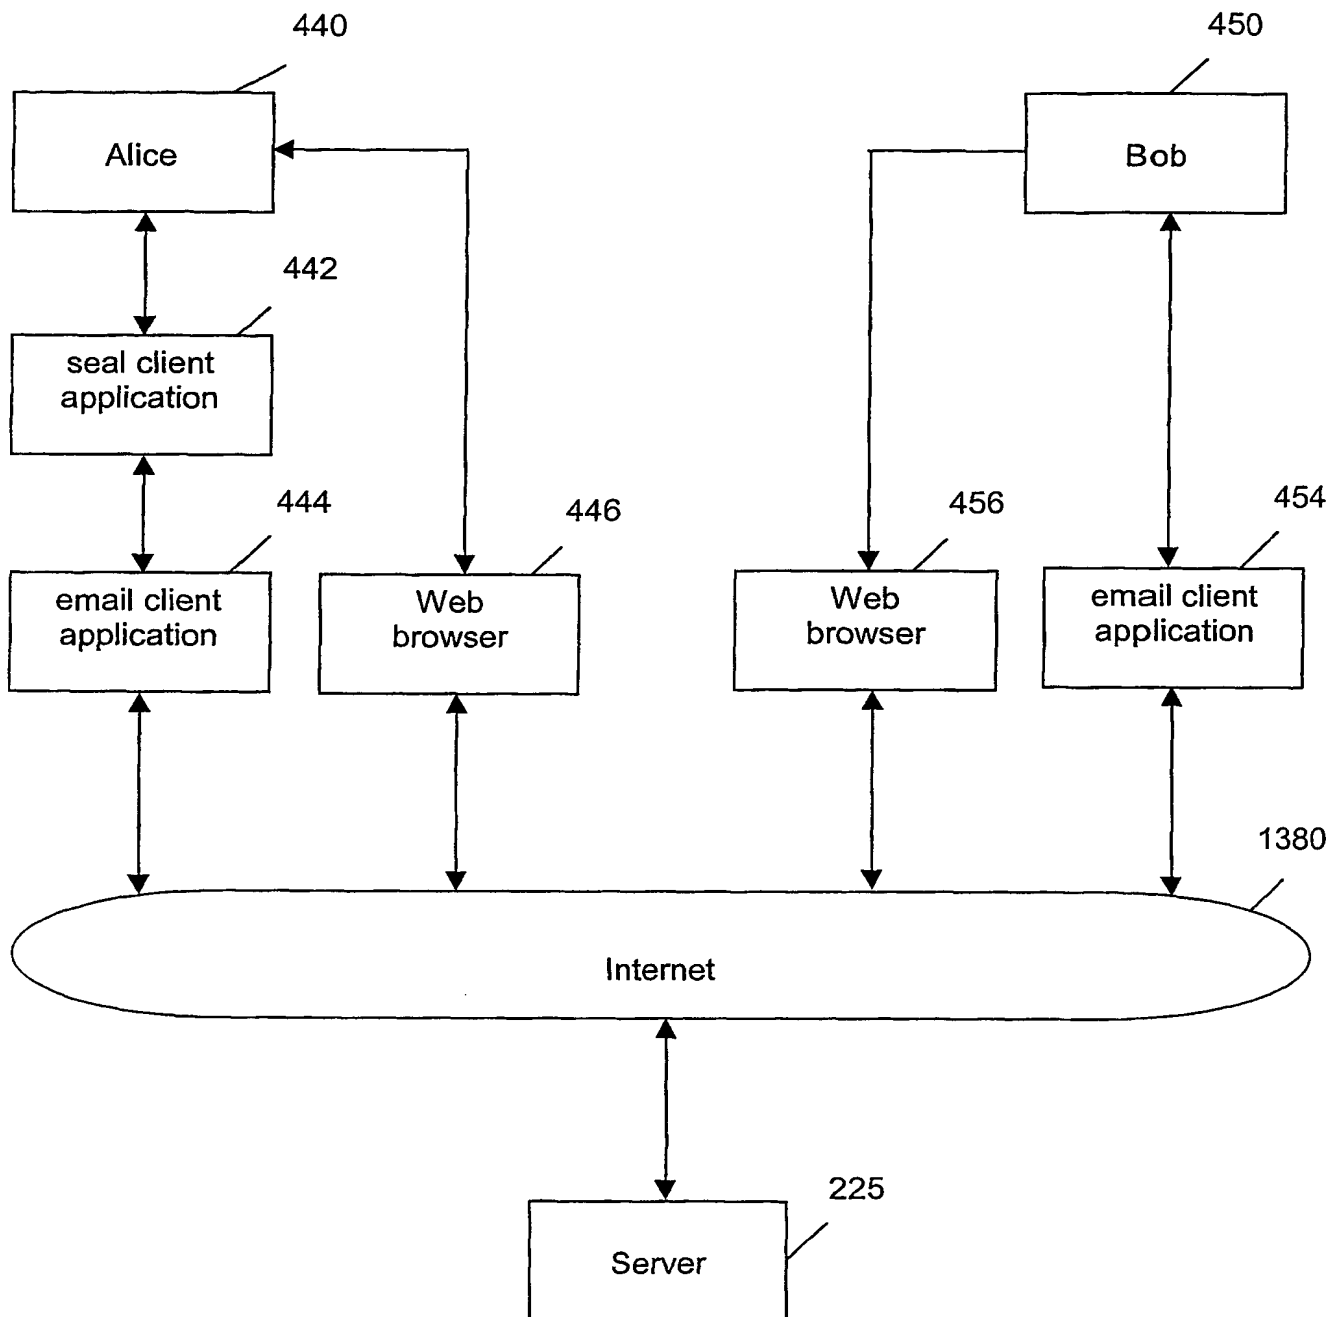 440
450
Alice
Bob
442
seal client
application
444
446
456
454
email client
application
Web
browser
Web
browser
email client
application
1380
Internet
225
Server